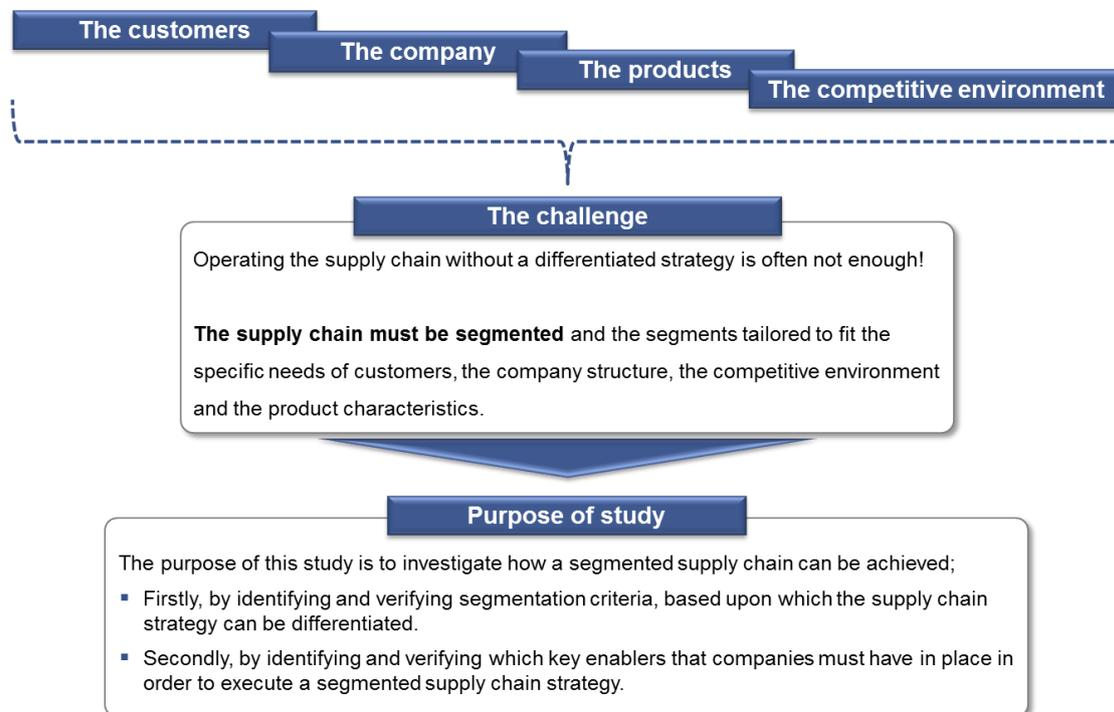 The customers
The company
The products
The competitive environment
The challenge
Operating the supply chain without a differentiated strategy is often not enough!
The supply chain must be segmented and the segments tailored to fit the
specific needs of customers, the company structure, the competitive environment
and the product characteristics.
Purpose of study
The purpose of this study is to investigate how a segmented supply chain can be achieved;
▪ Firstly, by identifying and verifying segmentation criteria, based upon which the supply chain
strategy can be differentiated.
▪ Secondly, by identifying and verifying which key enablers that companies must have in place in
order to execute a segmented supply chain strategy.